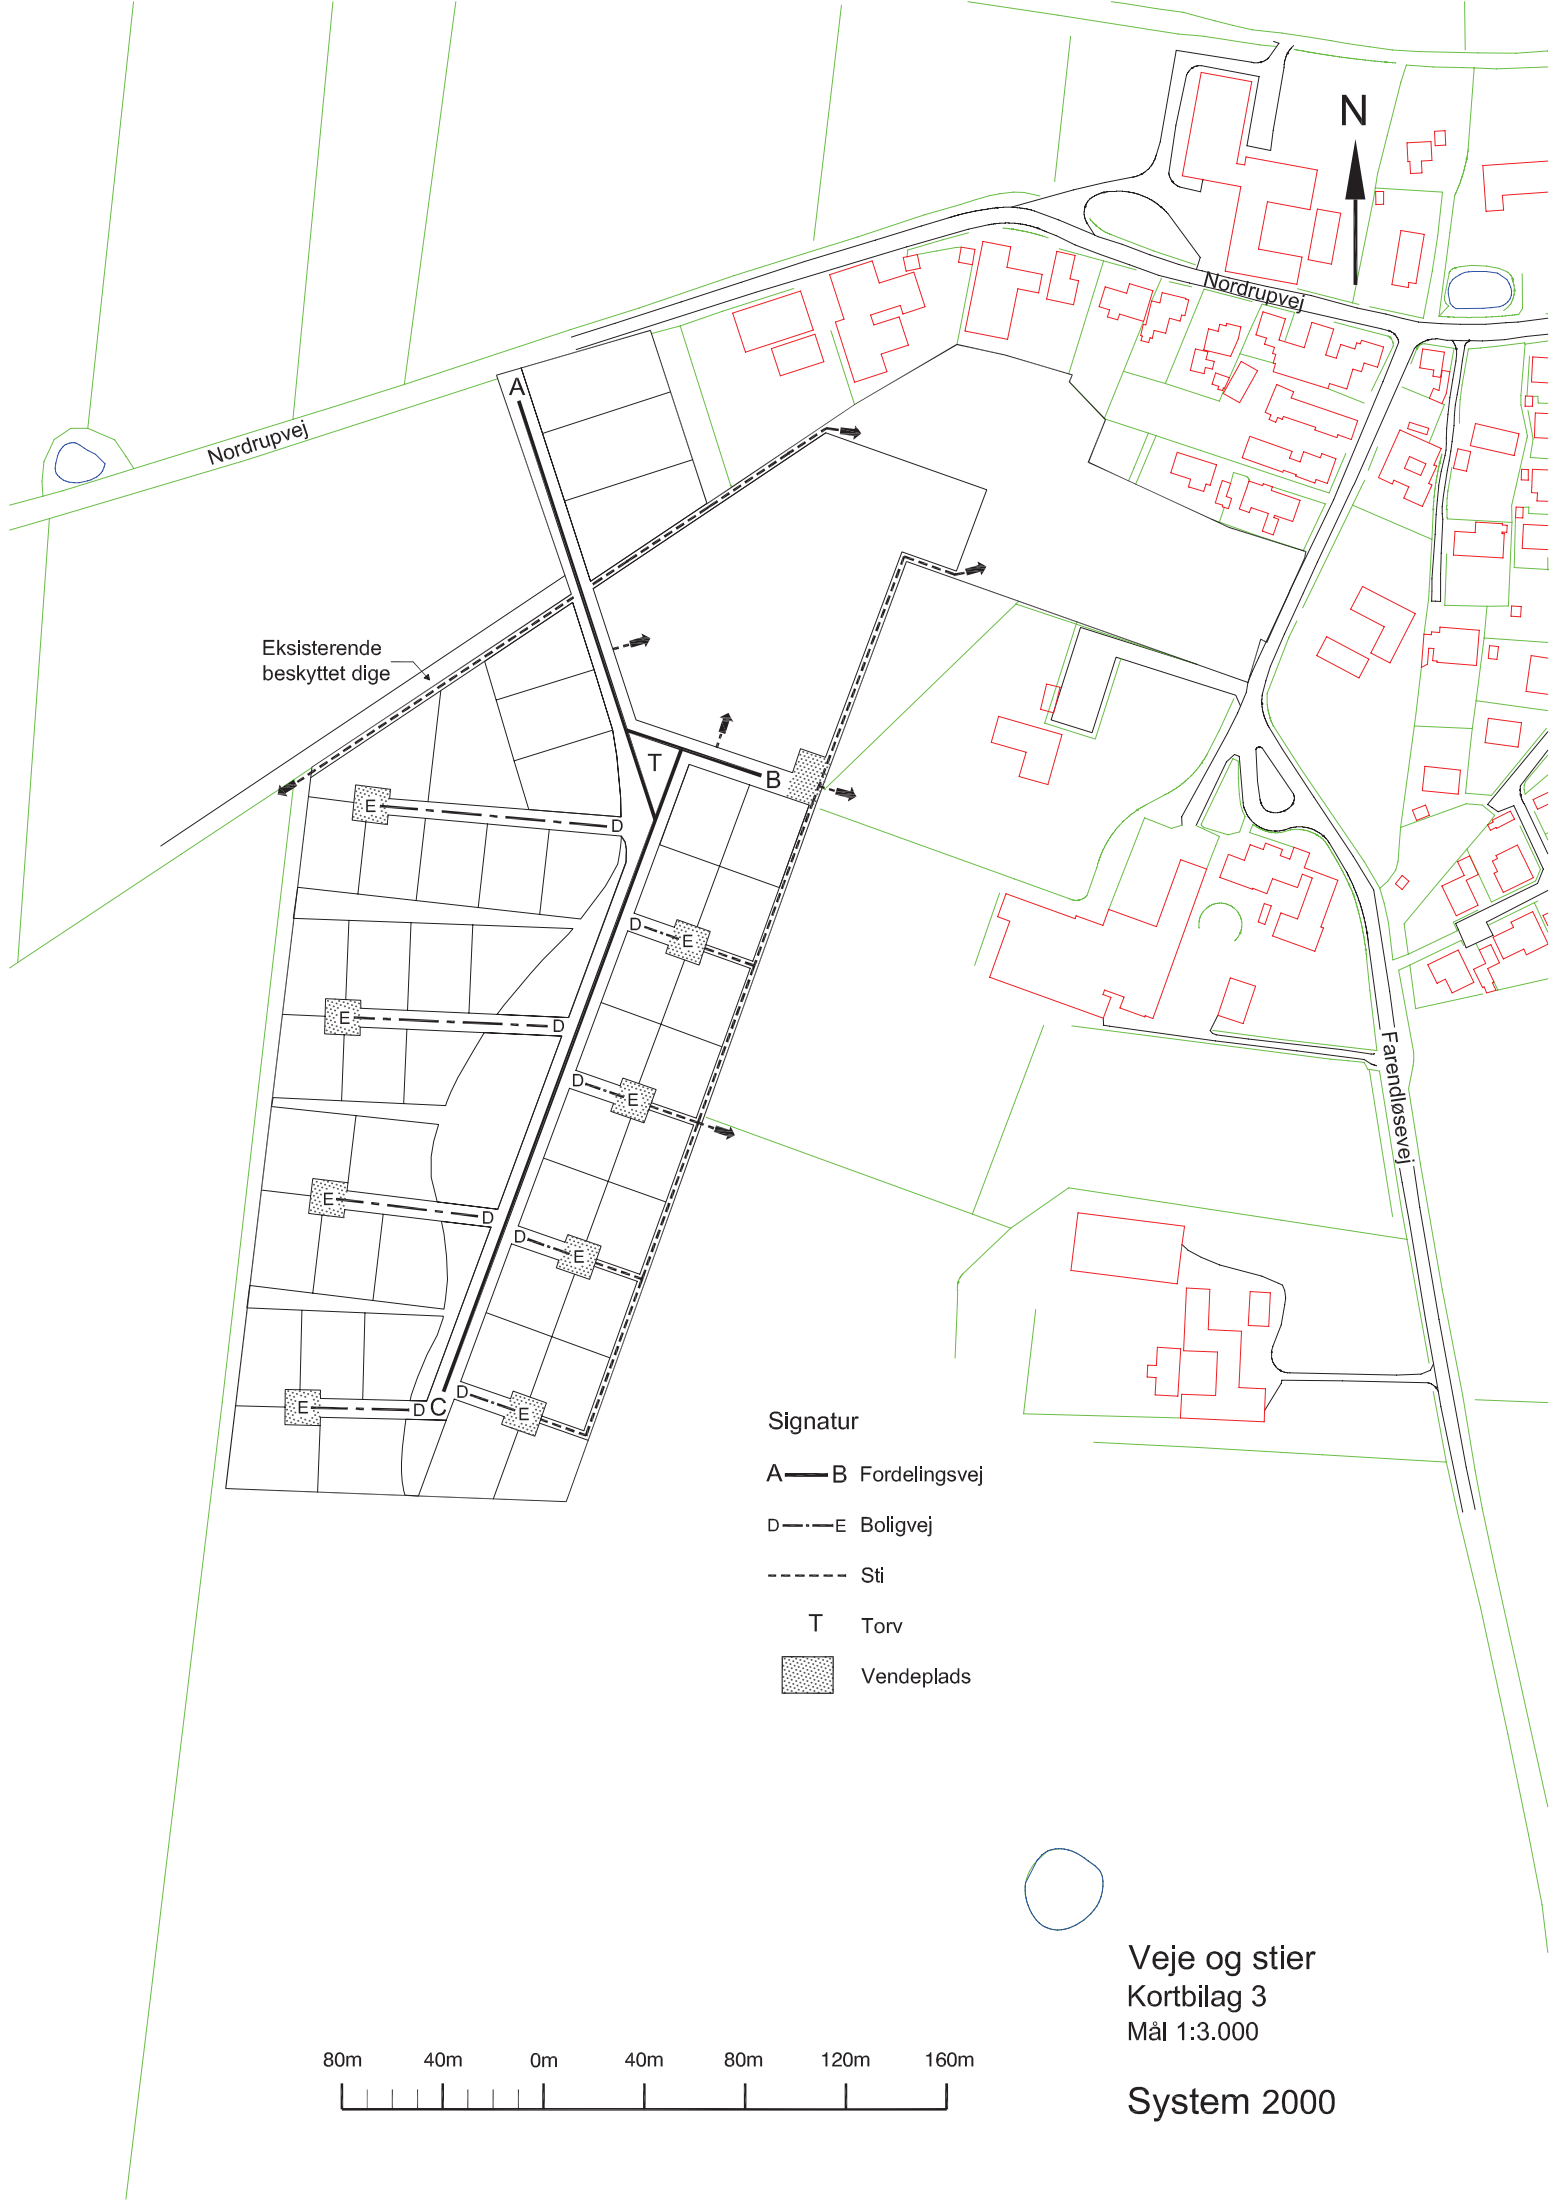 N
Nordrupvej
A
Nordrupvej
Eksisterende
beskyttet dige
T
B
E
D
D
E
E
D
D
E
Farendløsevej
E
D
D
E
E
D
C
D
E
Signatur
A B Fordelingsvej
D E Boligvej
Sti
T Torv
Vendeplads
Veje og stier
Kortbilag 3
Mål 1:3.000
80m 40m 0m 40m 80m 120m 160m
System 2000